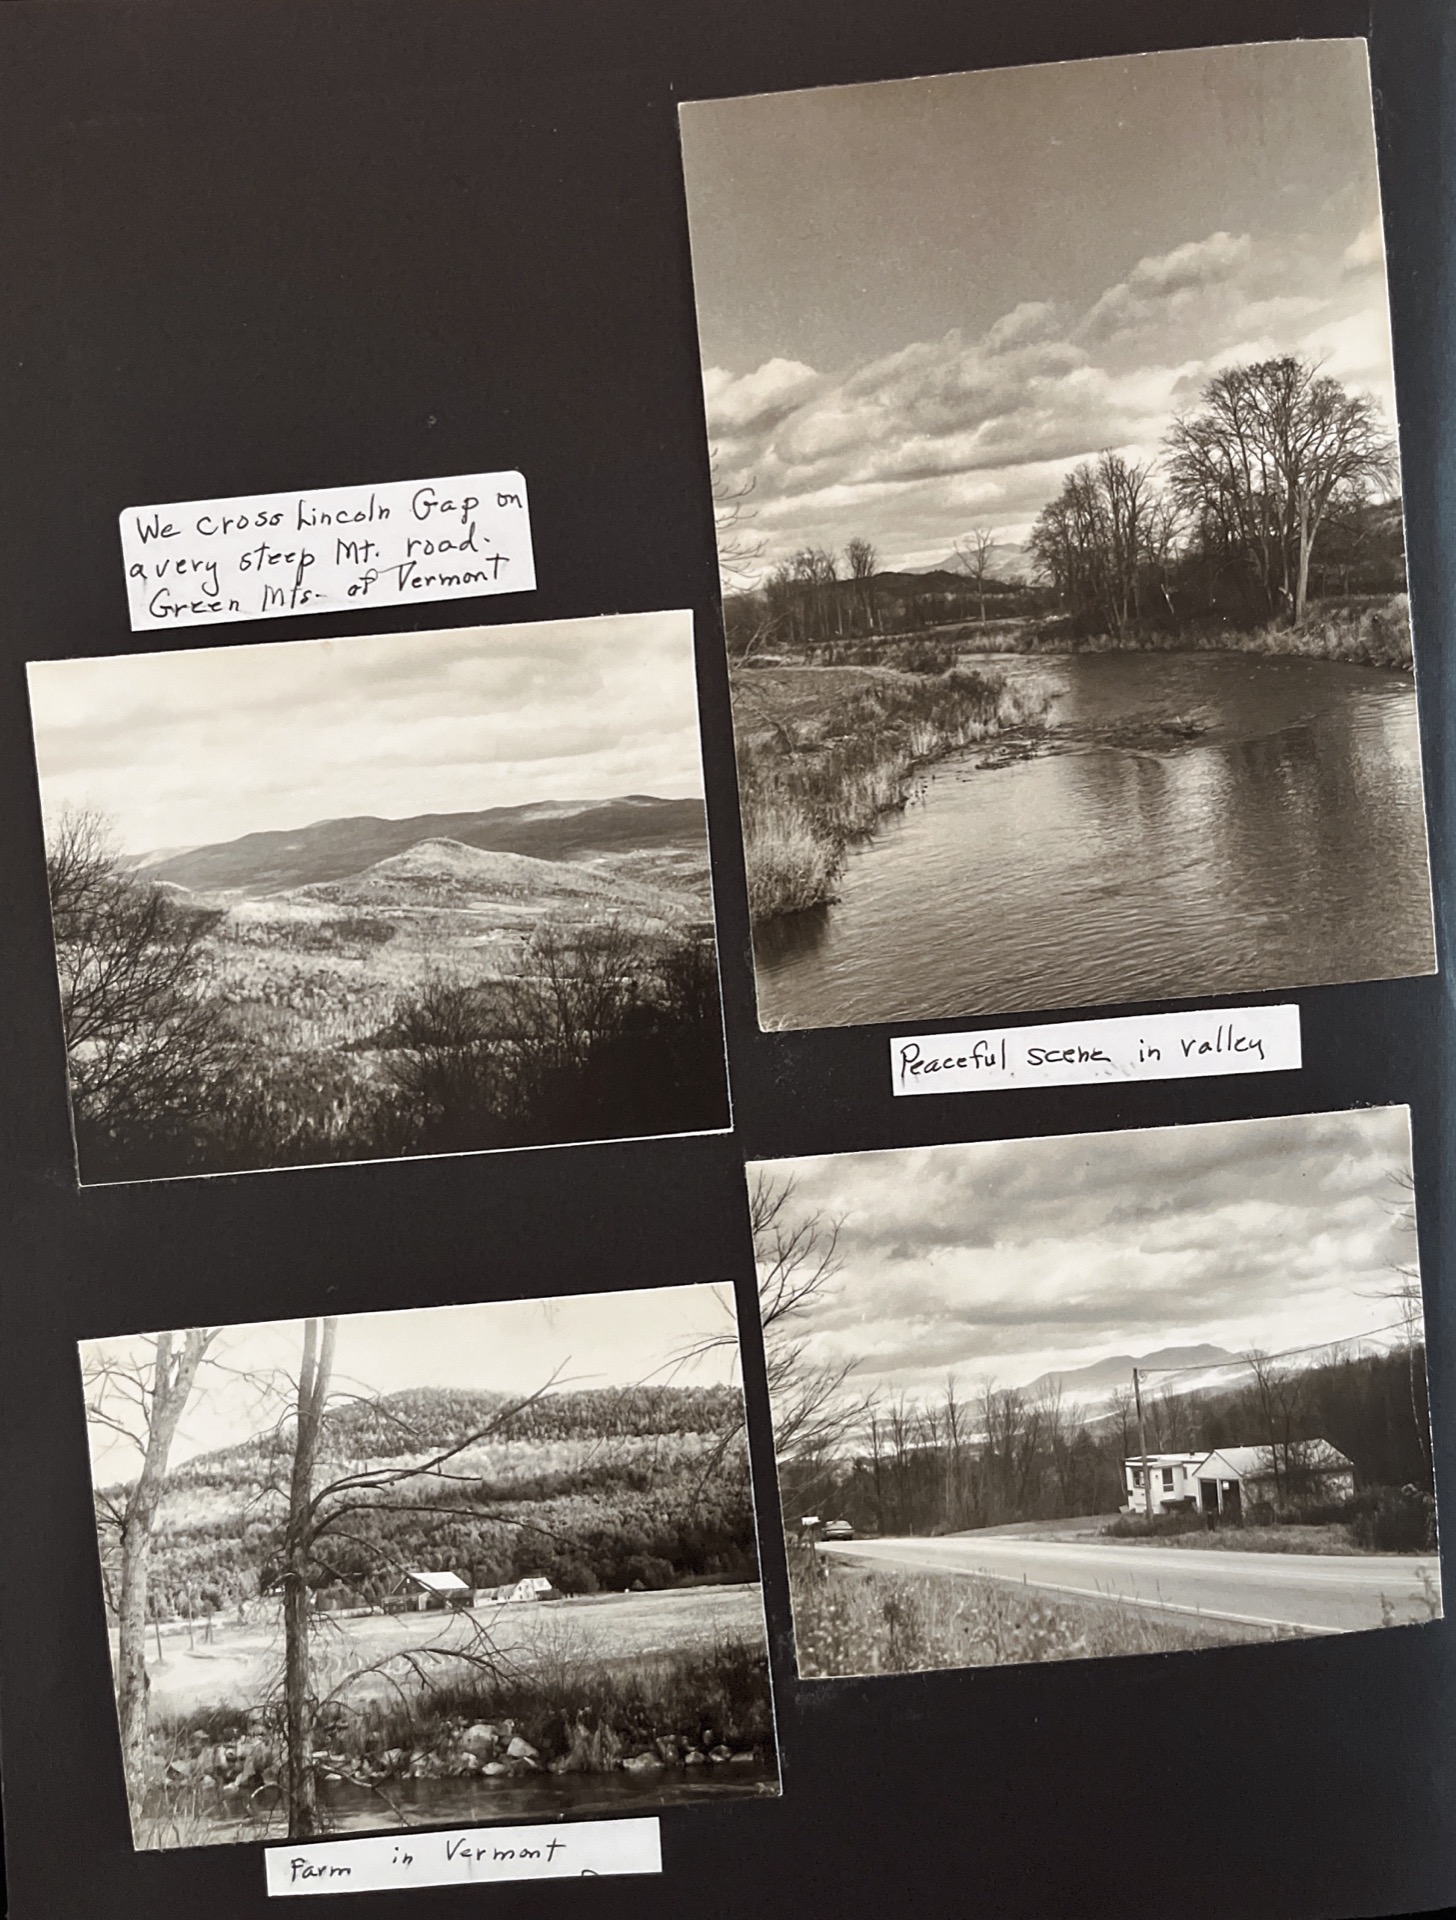 We cross Lincoln Gap on
a very steep Mt. road.
Green Mts. of Vermont
Peaceful scene in valley
Farm in Vermont